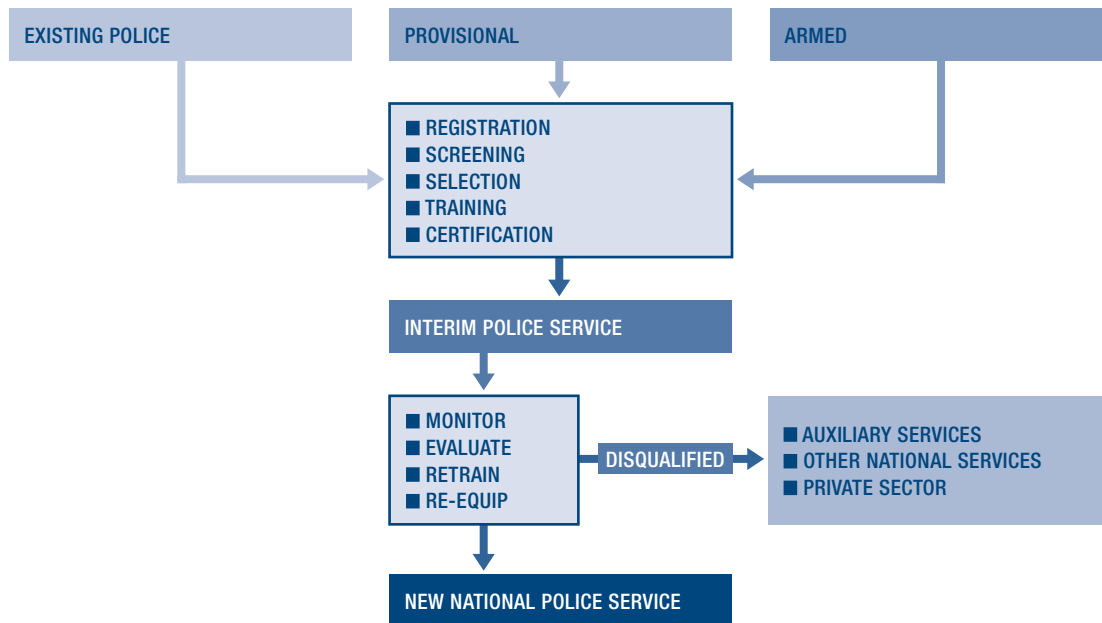 EXISTING POLICE
PROVISIONAL
ARMED
■ REGISTRATION
■ SCREENING
■ SELECTION
■ TRAINING
■ CERTIFICATION
INTERIM POLICE SERVICE
■ MONITOR
■ EVALUATE
■ RETRAIN
■ RE-EQUIP
DISQUALIFIED
■ AUXILIARY SERVICES
■ OTHER NATIONAL SERVICES
■ PRIVATE SECTOR
NEW NATIONAL POLICE SERVICE